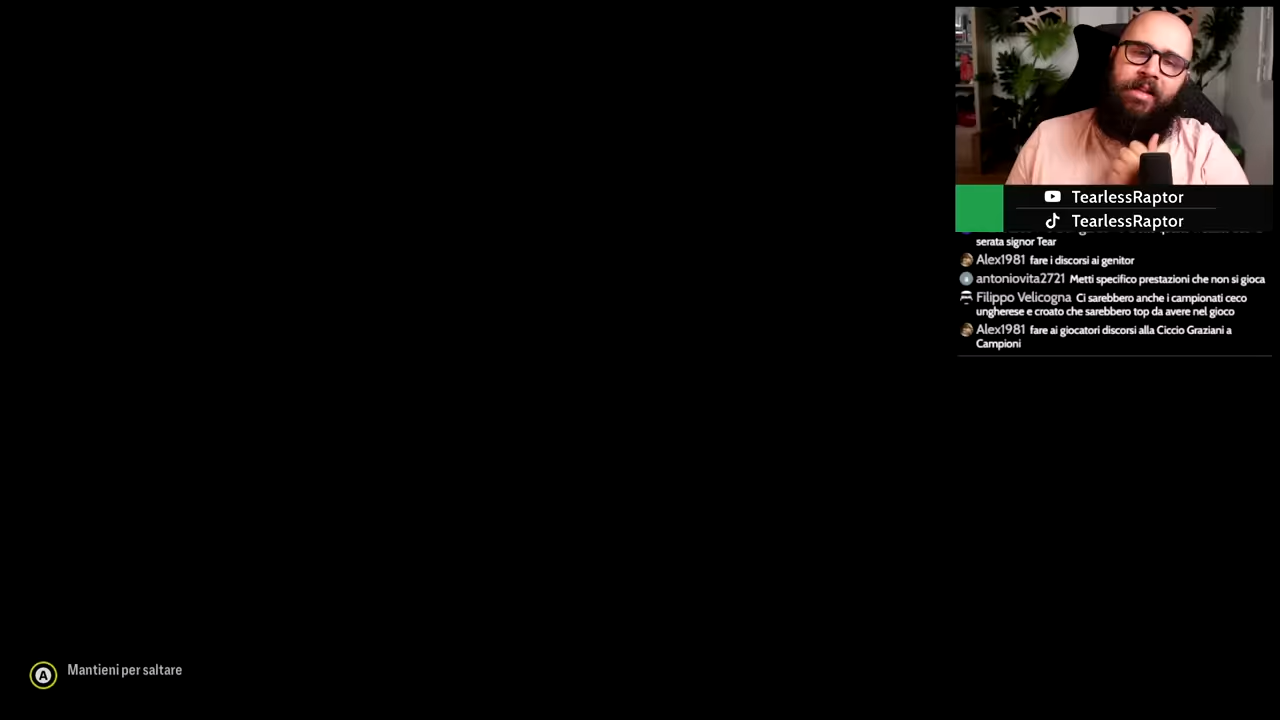 TearlessRaptor
TearlessRaptor
serata signor Tear
Alex1981 fare i discorsi ai genitor
antoniovita2721 Metti specifico prestazioni che non si gioca
Filippo Velicogna Ci sarebbero anche i campionati ceco
ungherese e croato che sarebbero top da avere nel gioco
Alex1981 fare ai giocatori discorsi alla Ciccio Graziani a
Campioni
A Mantieni per saltare